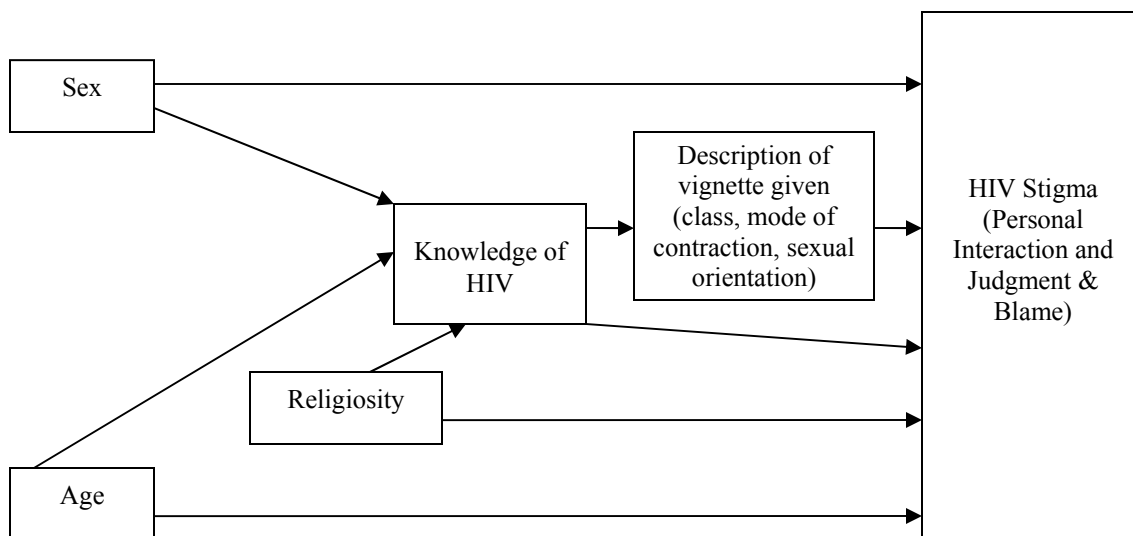 Sex
Description of
vignette given
(class, mode of
contraction, sexual
orientation)
HIV Stigma
(Personal
Interaction and
Judgment &
Blame)
Knowledge of
HIV
Religiosity
Age